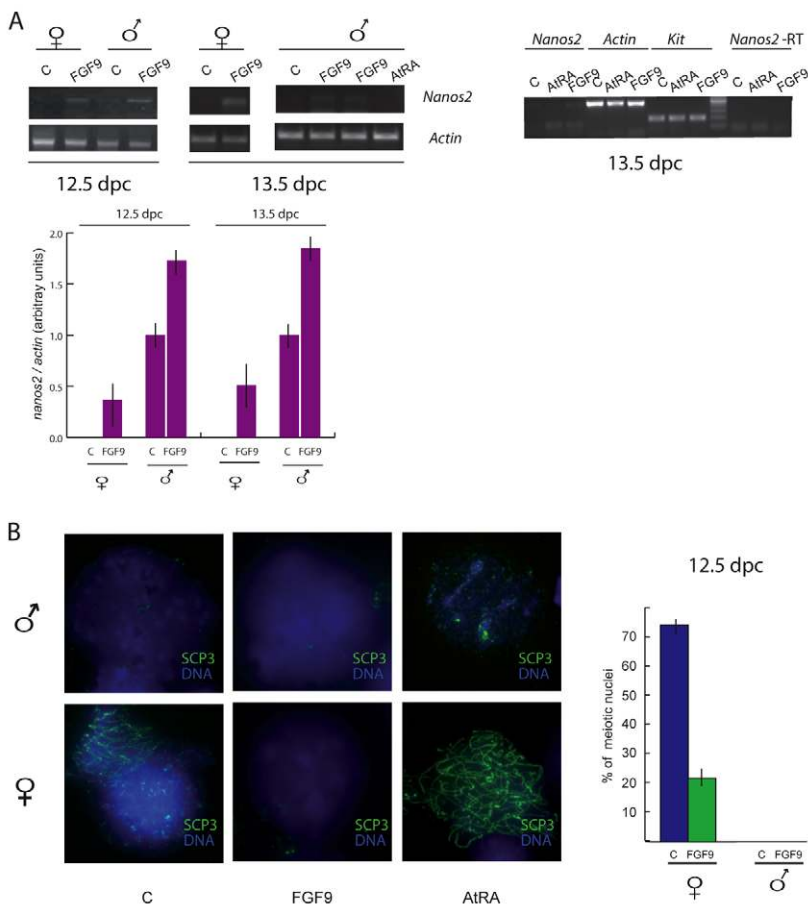 A
♀ ♂ ♀ ♂
C FGF9 C FGF9 C FGF9 C FGF9 FGF9 AtRA
Nanos2
Actin
12.5 dpc 13.5 dpc
Nanos2 Actin Kit Nanos2 -RT
C AtRA FGF9 C AtRA FGF9 C AtRA FGF9 C AtRA FGF9
13.5 dpc
12.5 dpc 13.5 dpc
nanos2 / actin (arbitray units)
2.0
1.5
1.0
0.5
0.0
C FGF9 C FGF9 C FGF9 C FGF9
♀ ♂ ♀ ♂
B
♂
SCP3
DNA
SCP3
DNA
SCP3
DNA
♀
SCP3
DNA
SCP3
DNA
SCP3
DNA
C FGF9 AtRA
12.5 dpc
% of meiotic nuclei
70
60
50
40
30
20
10
C FGF9 C FGF9
♀ ♂